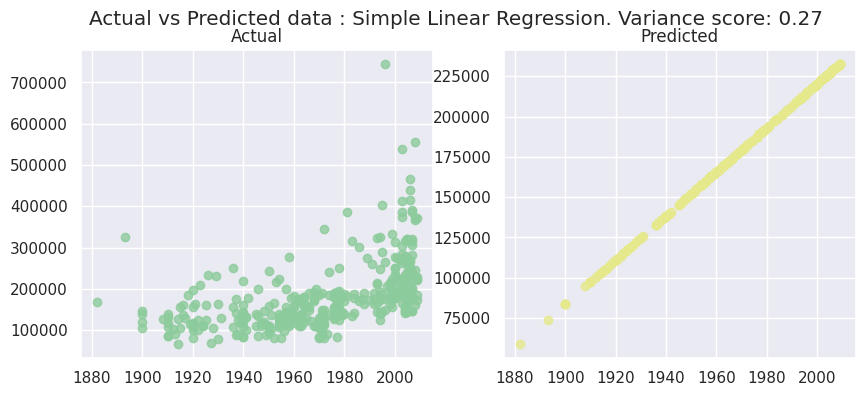 Actual vs Predicted data : Simple Linear Regression. Variance score: 0.27
Actual
700000
600000
500000
400000
300000
200000
100000
1880 1900 1920 1940 1960 1980 2000
Predicted
225000
200000
175000
150000
125000
100000
75000
1880 1900 1920 1940 1960 1980 2000